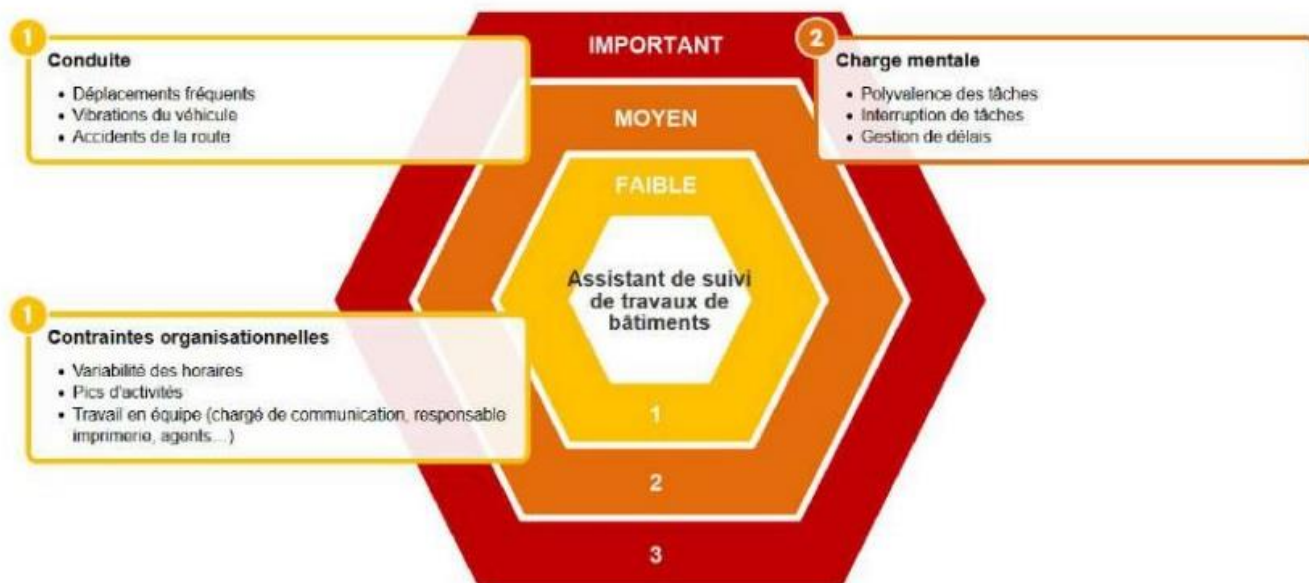 1
Conduite
• Déplacements fréquents
• Vibrations du véhicule
• Accidents de la route
IMPORTANT
MOYEN
FAIBLE
2
Charge mentale
• Polyvalence des tâches
• Interruption de tâches
• Gestion de délais
Assistant de suivi
de travaux de
bâtiments
1
Contraintes organisationnelles
• Variabilité des horaires
• Pics d'activités
• Travail en équipe (chargé de communication, responsable
imprimerie, agents...)
1
2
3